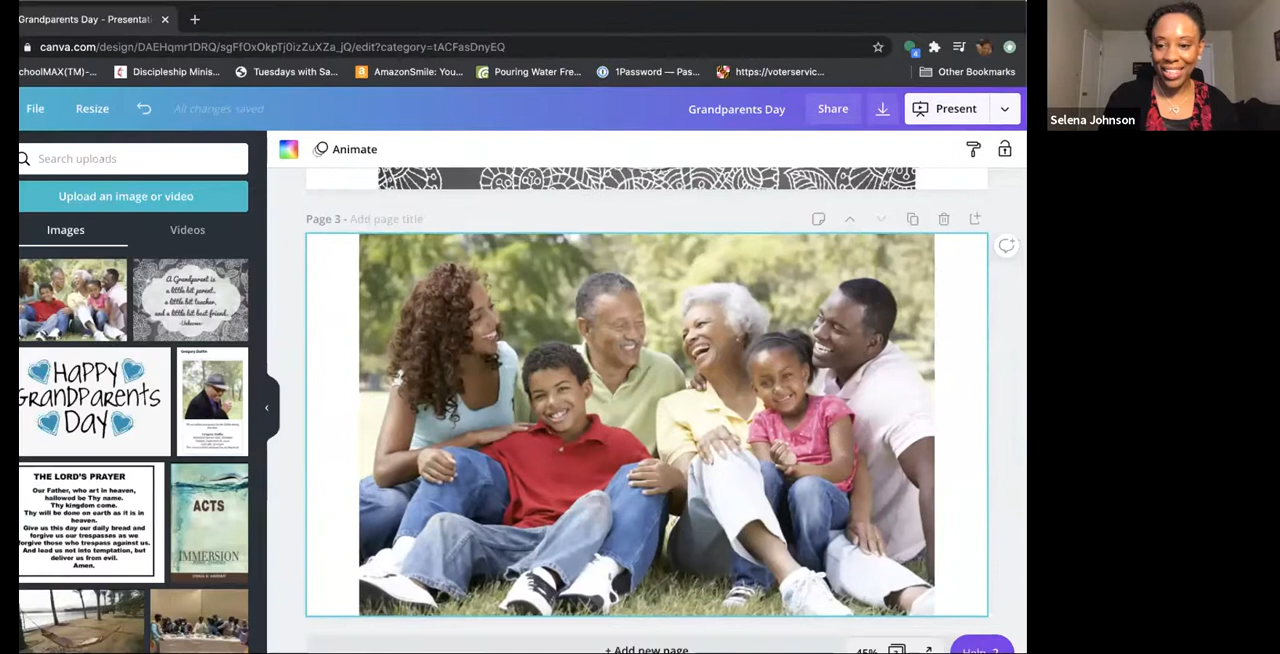 Grandparents Day - Presentati
canva.com/design/DAEHqmr1DRQ/sgFfOxOkpTj0izZuXZa_jQ/edit?category=tACFasDnyEQ
choolMAX(TM)-...
Discipleship Minis...
Tuesdays with Sa...
AmazonSmile: You...
Pouring Water Fre...
1Password — Pas...
https://voterservic...
Other Bookmarks
File
Resize
All changes saved
Grandparents Day
Share
Present
Selena Johnson
Search uploads
Animate
Upload an image or video
Images
Videos
Page 3 - Add page title
A Grandparent is
a little bit parent,
a little bit teacher,
and a little bit best friend.
HAPPY
GRANDPARENTS
DAY
THE LORD'S PRAYER
Our Father, who art in heaven,
hallowed be Thy name.
Thy kingdom come.
Thy will be done on earth as it is in
heaven.
Give us this day our daily bread and
forgive us our trespasses as we
forgive those who trespass against us.
And lead us not into temptation, but
deliver us from evil.
Amen.
ACTS
IMMERSION
+ Add new page
45%
Help ?